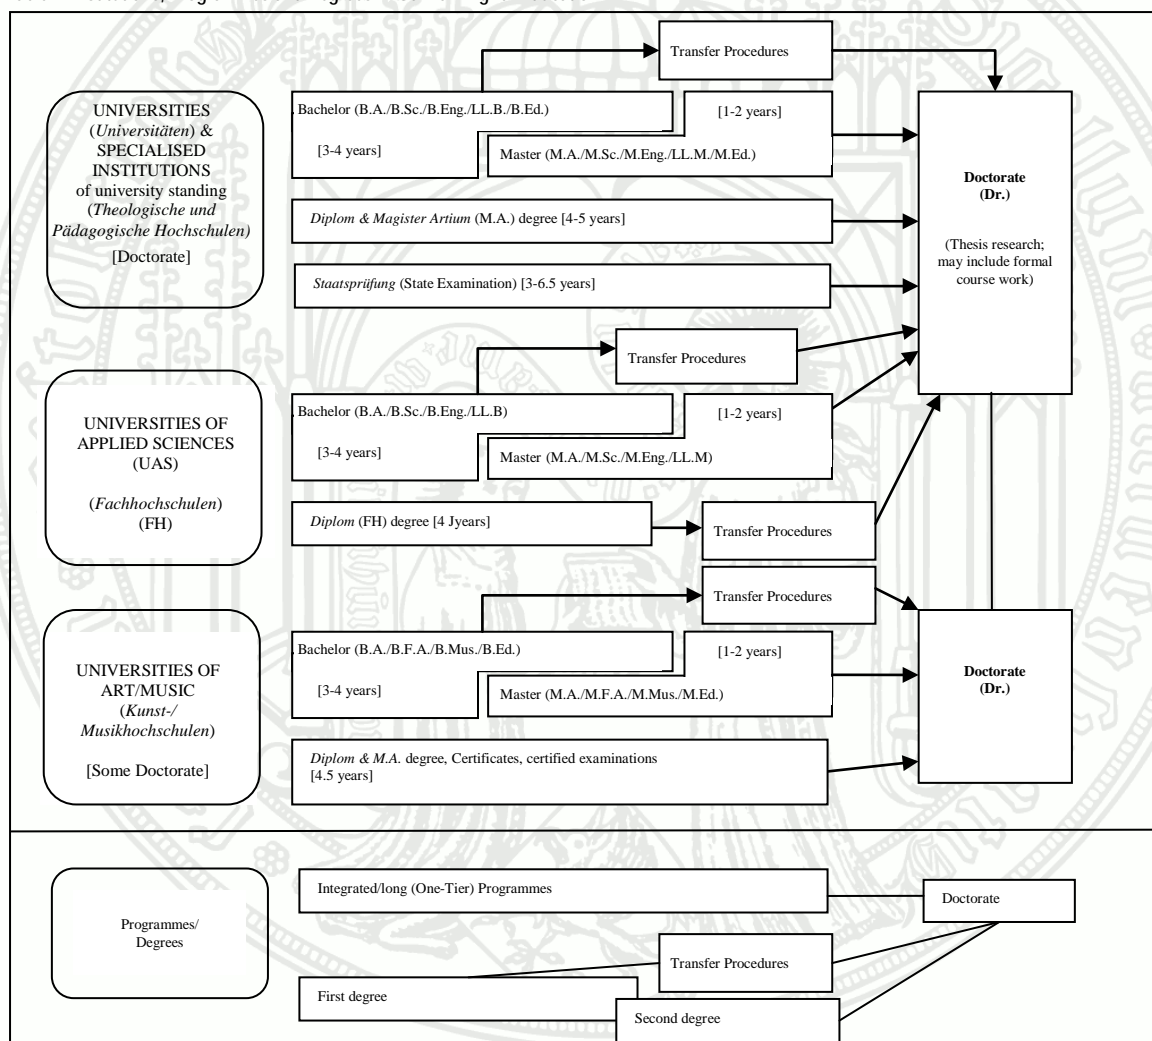 Transfer Procedures
UNIVERSITIES
(Universitäten) &
SPECIALISED
INSTITUTIONS
of university standing
(Theologische und
Pädagogische Hochschulen)
[Doctorate]
Bachelor (B.A./B.Sc./B.Eng./LL.B./B.Ed.)
[3-4 years]
[1-2 years]
Master (M.A./M.Sc./M.Eng./LL.M./M.Ed.)
Diplom & Magister Artium (M.A.) degree [4-5 years]
Staatsprüfung (State Examination) [3-6.5 years]
Doctorate
(Dr.)
(Thesis research;
may include formal
course work)
Transfer Procedures
UNIVERSITIES OF
APPLIED SCIENCES
(UAS)
(Fachhochschulen)
(FH)
Bachelor (B.A./B.Sc./B.Eng./LL.B)
[3-4 years]
[1-2 years]
Master (M.A./M.Sc./M.Eng./LL.M)
Diplom (FH) degree [4 Jyears]
Transfer Procedures
Transfer Procedures
UNIVERSITIES OF
ART/MUSIC
(Kunst-/
Musikhochschulen)
[Some Doctorate]
Bachelor (B.A./B.F.A./B.Mus./B.Ed.)
[3-4 years]
[1-2 years]
Master (M.A./M.F.A./M.Mus./M.Ed.)
Diplom & M.A. degree, Certificates, certified examinations
[4.5 years]
Doctorate
(Dr.)
Programmes/
Degrees
Integrated/long (One-Tier) Programmes
Doctorate
Transfer Procedures
First degree
Second degree